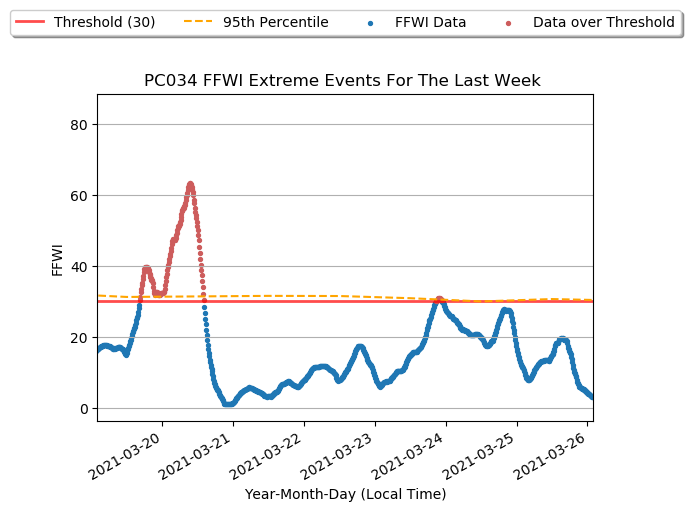 Threshold (30) 95th Percentile FFWI Data Data over Threshold
PC034 FFWI Extreme Events For The Last Week
80
60
40
20
0
FFWI
2021-03-20 2021-03-21 2021-03-22 2021-03-23 2021-03-24 2021-03-25 2021-03-26
Year-Month-Day (Local Time)